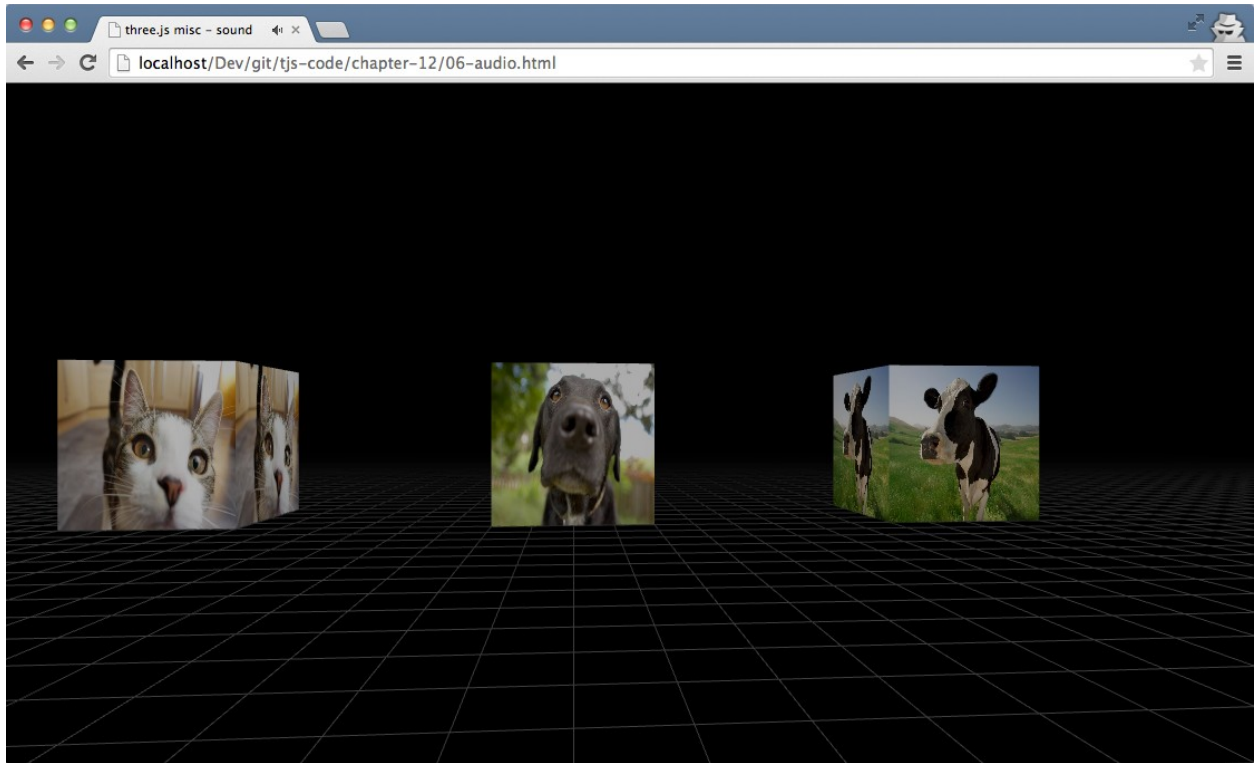 three.js misc – sound
localhost/Dev/git/tjs-code/chapter-12/06-audio.html